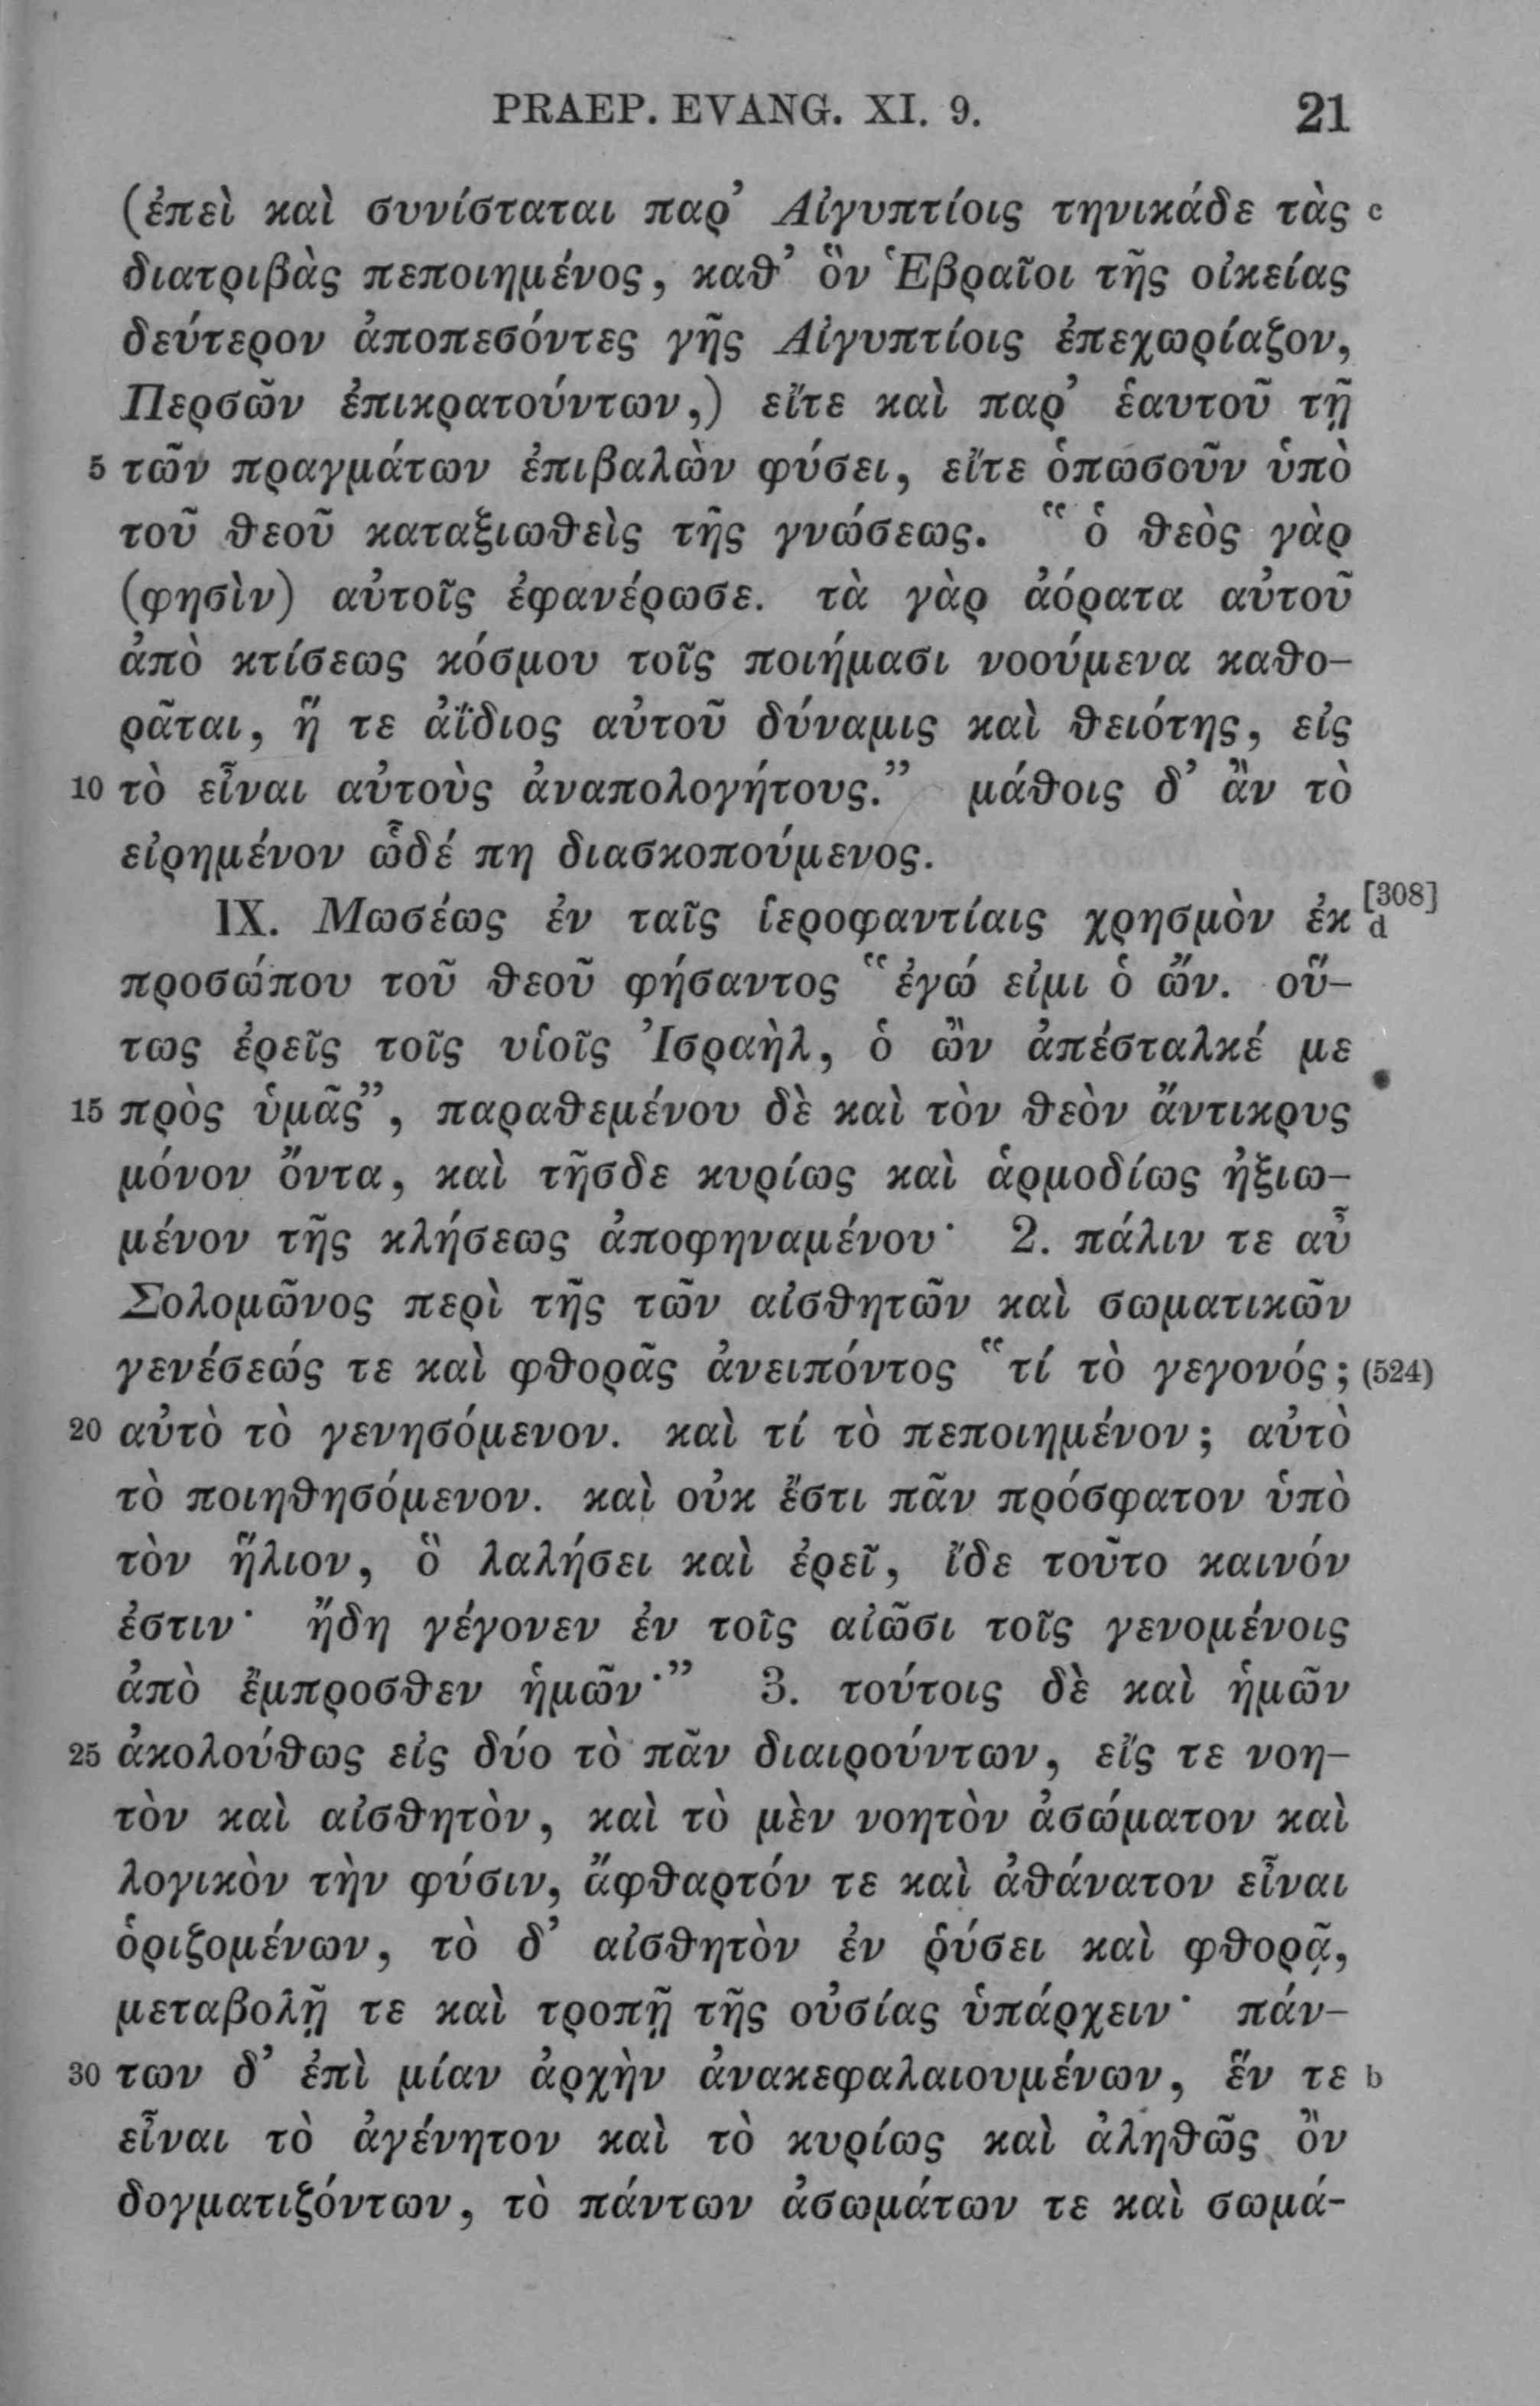 PRAEP. EVANG. XI. 9. 21
(ἐπεὶ καὶ συνίσταται παρ’ Αἰγυπτίοις τηνικάδε τὰς c
διατριβὰς πεποιημένος, καθ’ ὃν Ἑβραῖοι τῆς οἰκείας
δεύτερον ἀποπεσόντες γῆς Αἰγυπτίοις ἐπεχωρίαζον,
Περσῶν ἐπικρατούντων,) εἴτε καὶ παρ’ ἑαυτοῦ τῇ
5 τῶν πραγμάτων ἐπιβαλὼν φύσει, εἴτε ὁπωσοῦν ὑπὸ
τοῦ θεοῦ καταξιωθεὶς τῆς γνώσεως. “ὁ θεὸς γὰρ
(φησὶν) αὐτοῖς ἐφανέρωσε. τὰ γὰρ ἀόρατα αὐτοῦ
ἀπὸ κτίσεως κόσμου τοῖς ποιήμασι νοούμενα καθο-
ρᾶται, ἥ τε ἀΐδιος αὐτοῦ δύναμις καὶ θειότης, εἰς
10 τὸ εἶναι αὐτοὺς ἀναπολογήτους.” μάθοις δ’ ἂν τὸ
εἰρημένον ὧδέ πη διασκοπούμενος.
IX. Μωσέως ἐν ταῖς ἱεροφαντίαις χρησμὸν ἐκ [308] d
προσώπου τοῦ θεοῦ φήσαντος “ἐγώ εἰμι ὁ ὤν. οὕ-
τως ἐρεῖς τοῖς υἱοῖς Ἰσραὴλ, ὁ ὢν ἀπέσταλκέ με
15 πρὸς ὑμᾶς”, παραθεμένου δὲ καὶ τὸν θεὸν ἄντικρυς
μόνον ὄντα, καὶ τῆσδε κυρίως καὶ ἁρμοδίως ἠξιω-
μένον τῆς κλήσεως ἀποφηναμένου· 2. πάλιν τε αὖ
Σολομῶνος περὶ τῆς τῶν αἰσθητῶν καὶ σωματικῶν
γενέσεώς τε καὶ φθορᾶς ἀνειπόντος “τί τὸ γεγονός; (524)
20 αὐτὸ τὸ γενησόμενον. καὶ τί τὸ πεποιημένον; αὐτὸ
τὸ ποιηθησόμενον. καὶ οὐκ ἔστι πᾶν πρόσφατον ὑπὸ
τὸν ἥλιον, ὃ λαλήσει καὶ ἐρεῖ, ἴδε τοῦτο καινόν
ἐστιν· ἤδη γέγονεν ἐν τοῖς αἰῶσι τοῖς γενομένοις
ἀπὸ ἔμπροσθεν ἡμῶν·” 3. τούτοις δὲ καὶ ἡμῶν
25 ἀκολούθως εἰς δύο τὸ πᾶν διαιρούντων, εἴς τε νοη-
τὸν καὶ αἰσθητὸν, καὶ τὸ μὲν νοητὸν ἀσώματον καὶ
λογικὸν τὴν φύσιν, ἄφθαρτόν τε καὶ ἀθάνατον εἶναι
ὁριζομένων, τὸ δ’ αἰσθητὸν ἐν ῥύσει καὶ φθορᾷ,
μεταβολῇ τε καὶ τροπῇ τῆς οὐσίας ὑπάρχειν· πάν-
30 των δ’ ἐπὶ μίαν ἀρχὴν ἀνακεφαλαιουμένων, ἕν τε b
εἶναι τὸ ἀγένητον καὶ τὸ κυρίως καὶ ἀληθῶς ὂν
δογματιζόντων, τὸ πάντων ἀσωμάτων τε καὶ σωμά-